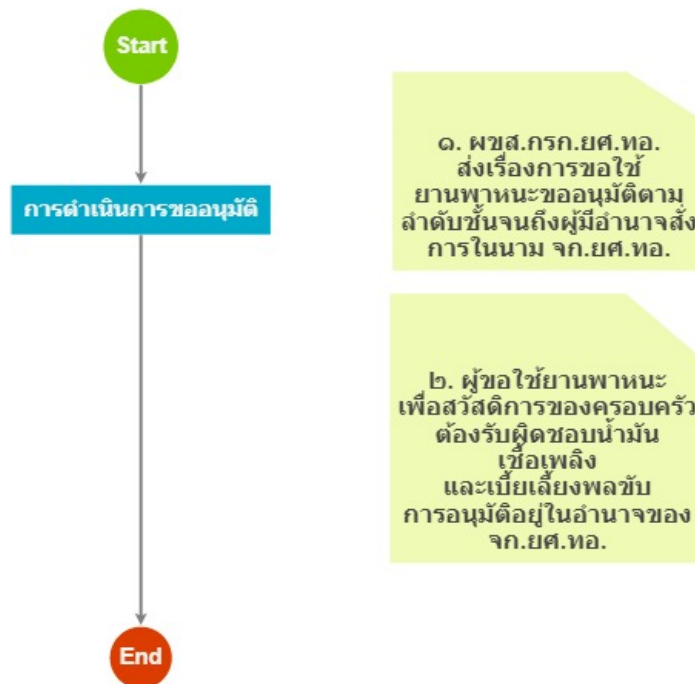 Start
การดำเนินการขออนุมัติ
๑. ผขส.กรก.ยศ.ทอ.
ส่งเรื่องการขอใช้
ยานพาหนะขออนุมัติตาม
ลำดับชั้นจนถึงผู้มีอำนาจสั่ง
การในนาม จก.ยศ.ทอ.
๒. ผู้ขอใช้ยานพาหนะ
เพื่อสวัสดิการของครอบครัว
ต้องรับผิดชอบน้ำมัน
เชื้อเพลิง
และเบี้ยเลี้ยงพลขับ
การอนุมัติอยู่ในอำนาจของ
จก.ยศ.ทอ.
End